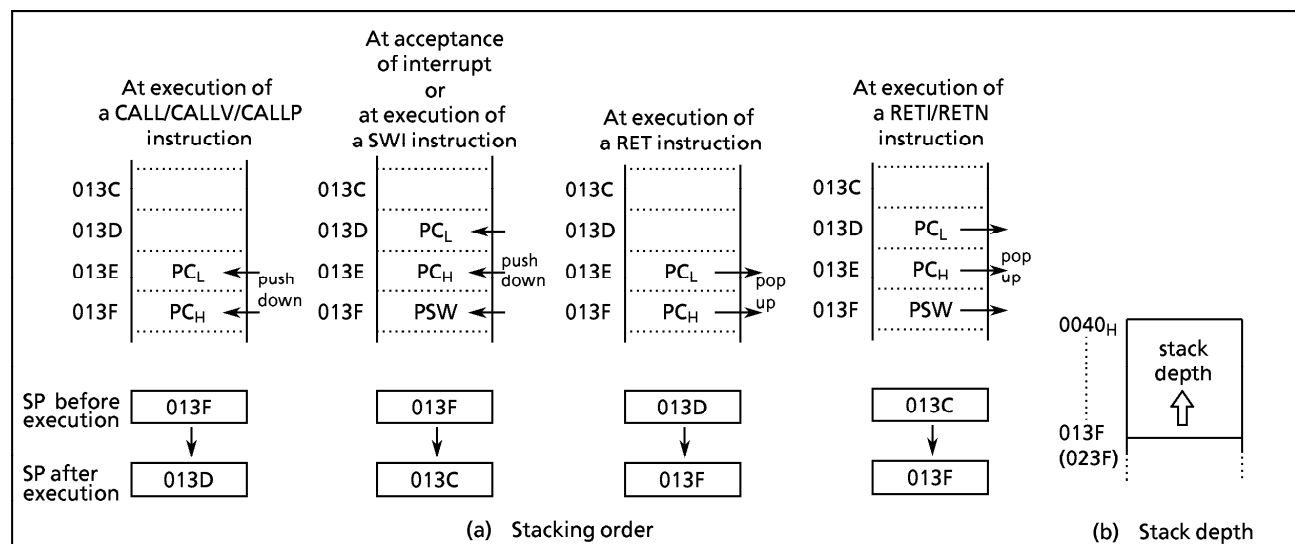 At execution of
a CALL/CALLV/CALLP
instruction
013C
013D
013E PCL push
013F PCH down
At acceptance
of interrupt
or
at execution of
a SWI instruction
013C
013D PCL
013E PCH push
013F PSW down
At execution of
a RET instruction
013C
013D
013E PCL pop
013F PCH up
At execution of
a RETI/RETN
instruction
013C
013D PCL
013E PCH pop
013F PSW up
SP before
execution
013F
013F
013D
013C
SP after
execution
013D
013C
013F
013F
(a) Stacking order
0040H
stack
depth
013F
(023F)
(b) Stack depth